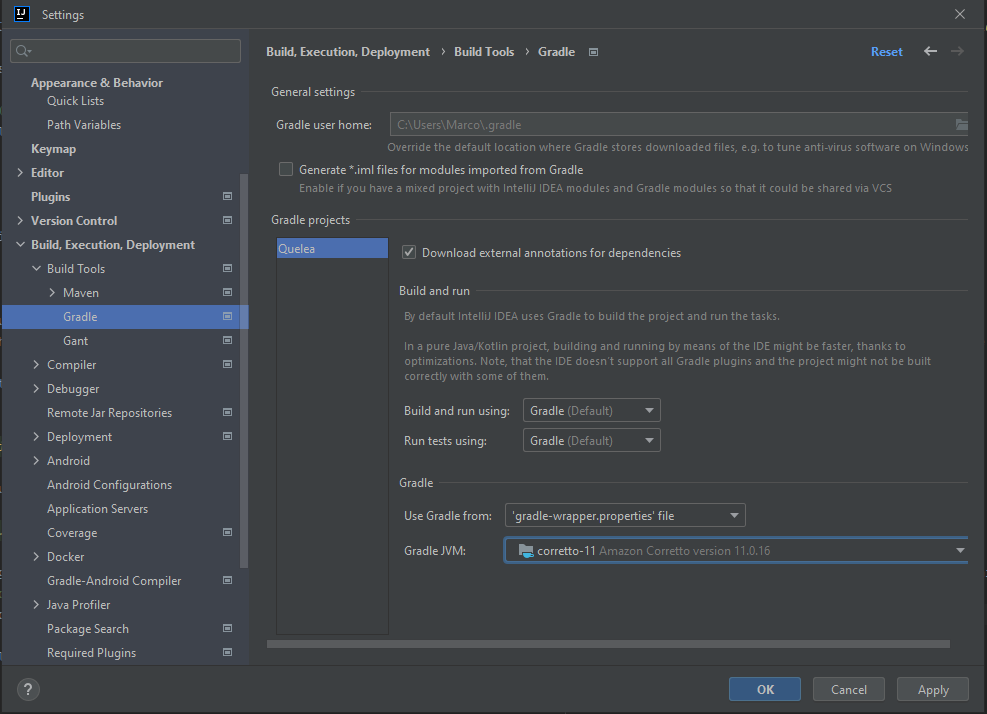 Settings
Appearance & Behavior
Quick Lists
Path Variables
Keymap
Editor
Plugins
Version Control
Build, Execution, Deployment
Build Tools
Maven
Gradle
Gant
Compiler
Debugger
Remote Jar Repositories
Deployment
Android
Android Configurations
Application Servers
Coverage
Docker
Gradle-Android Compiler
Java Profiler
Package Search
Required Plugins
Build, Execution, Deployment › Build Tools › Gradle
Reset
General settings
Gradle user home: C:\Users\Marco\.gradle
Override the default location where Gradle stores downloaded files, e.g. to tune anti-virus software on Windows
Generate *.iml files for modules imported from Gradle
Enable if you have a mixed project with IntelliJ IDEA modules and Gradle modules so that it could be shared via VCS
Gradle projects
Quelea
Download external annotations for dependencies
Build and run
By default IntelliJ IDEA uses Gradle to build the project and run the tasks.
In a pure Java/Kotlin project, building and running by means of the IDE might be faster, thanks to
optimizations. Note, that the IDE doesn't support all Gradle plugins and the project might not be built
correctly with some of them.
Build and run using: Gradle (Default)
Run tests using: Gradle (Default)
Gradle
Use Gradle from: 'gradle-wrapper.properties' file
Gradle JVM: corretto-11 Amazon Corretto version 11.0.16
?
OK
Cancel
Apply